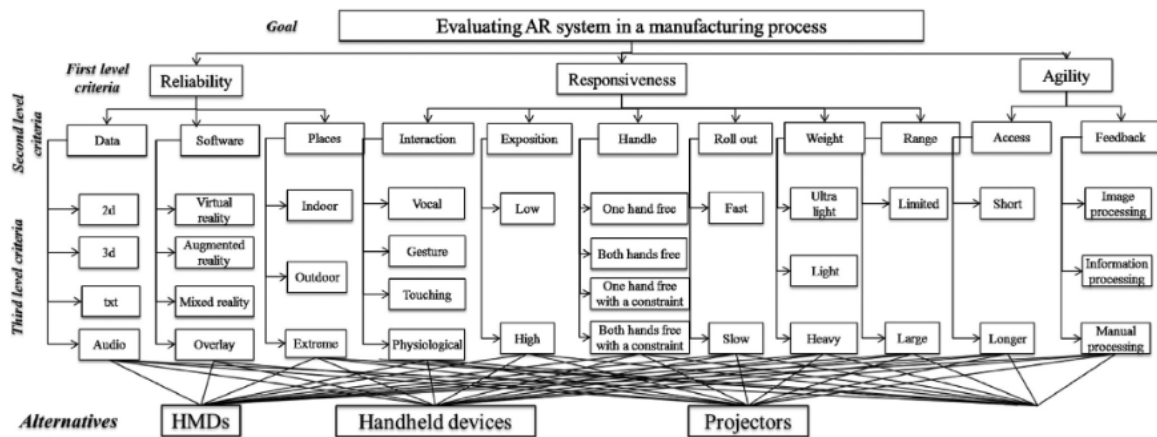 Goal
Evaluating AR system in a manufacturing process
First level
criteria
Reliability
Responsiveness
Agility
Second level
criteria
Data
Software
Places
Interaction
Exposition
Handle
Roll out
Weight
Range
Access
Feedback
Third level criteria
2d
3d
txt
Audio
Virtual
reality
Augmented
reality
Mixed reality
Overlay
Indoor
Outdoor
Extreme
Vocal
Gesture
Touching
Physiological
Low
High
One hand free
Both hands free
One hand free
with a constraint
Both hands free
with a constraint
Fast
Slow
Ultra
light
Light
Heavy
Limited
Large
Short
Longer
Image
processing
Information
processing
Manual
processing
Alternatives
HMDs
Handheld devices
Projectors